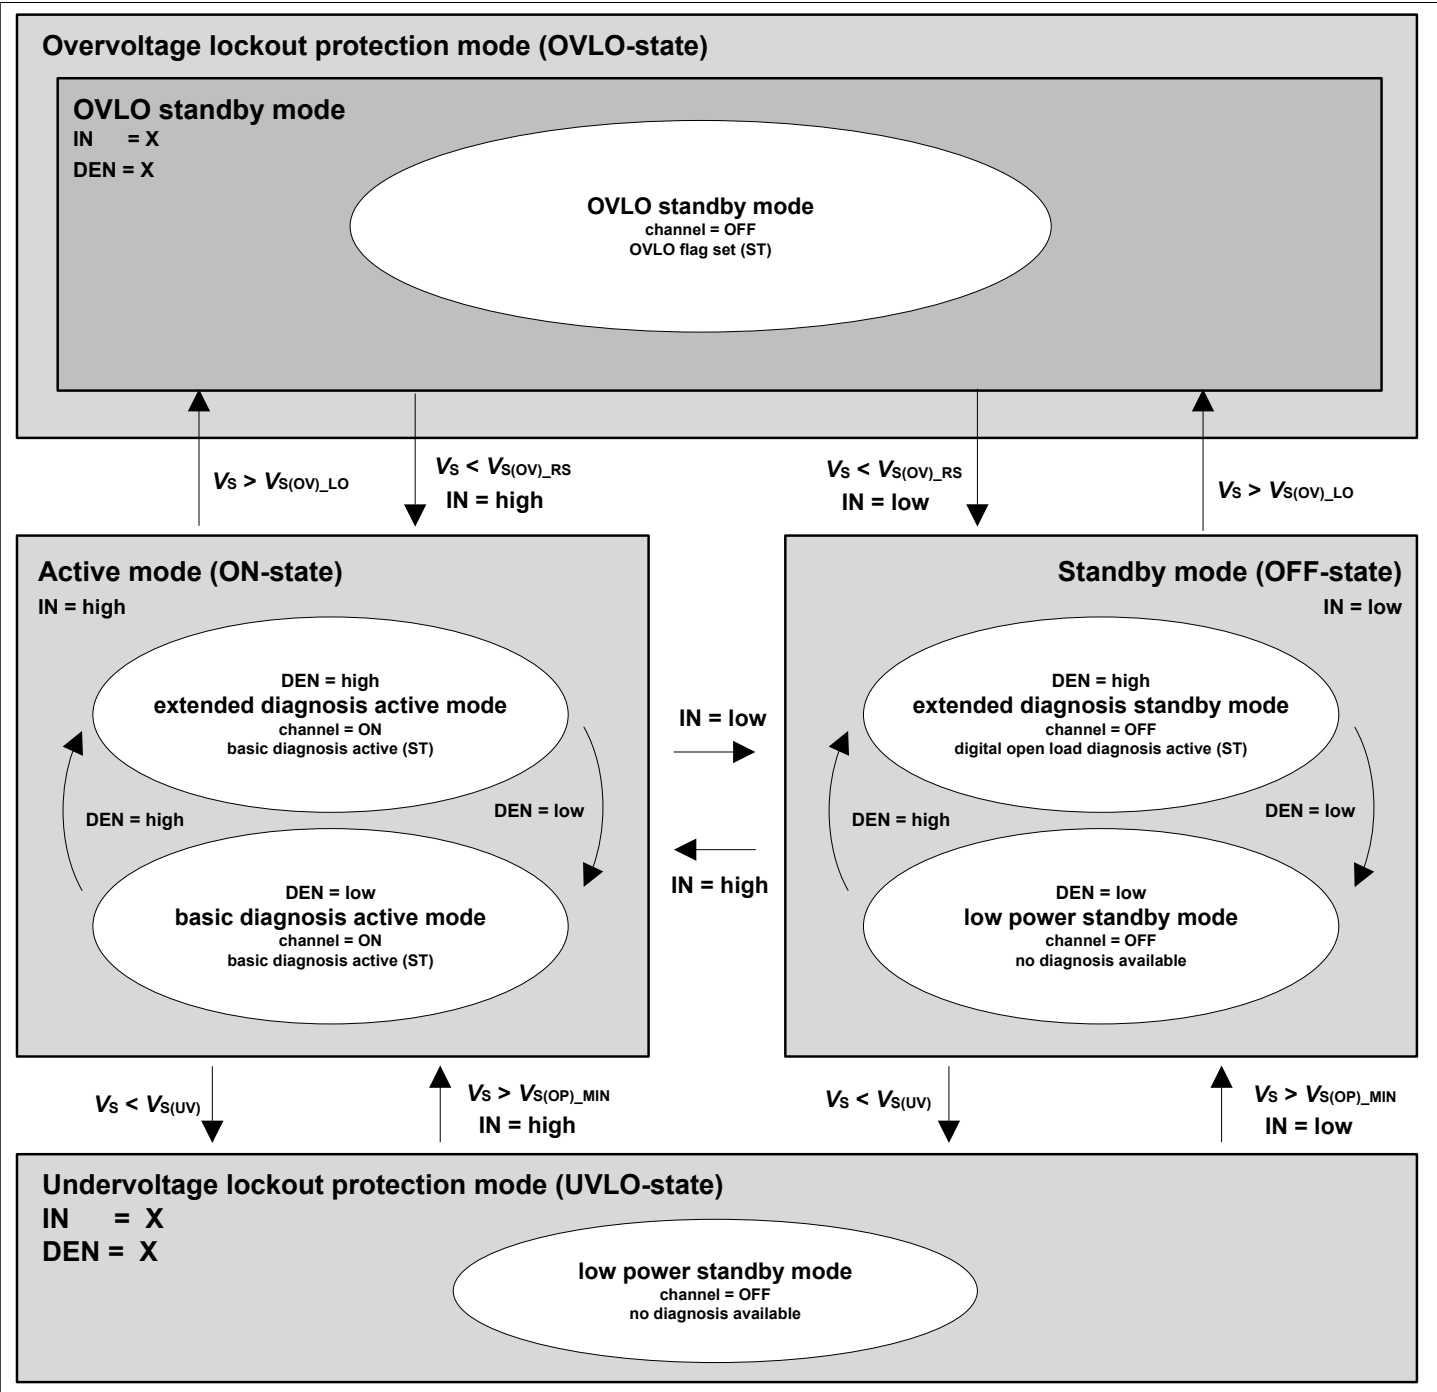 Overvoltage lockout protection mode (OVLO-state)
OVLO standby mode
IN = X
DEN = X
OVLO standby mode
channel = OFF
OVLO flag set (ST)
VS > VS(OV)_LO
VS < VS(OV)_RS
IN = high
VS < VS(OV)_RS
IN = low
VS > VS(OV)_LO
Active mode (ON-state)
IN = high
DEN = high
extended diagnosis active mode
channel = ON
basic diagnosis active (ST)
DEN = high
DEN = low
DEN = low
basic diagnosis active mode
channel = ON
basic diagnosis active (ST)
IN = low
IN = high
Standby mode (OFF-state)
IN = low
DEN = high
extended diagnosis standby mode
channel = OFF
digital open load diagnosis active (ST)
DEN = high
DEN = low
DEN = low
low power standby mode
channel = OFF
no diagnosis available
VS < VS(UV)
VS > VS(OP)_MIN
IN = high
VS < VS(UV)
VS > VS(OP)_MIN
IN = low
Undervoltage lockout protection mode (UVLO-state)
IN = X
DEN = X
low power standby mode
channel = OFF
no diagnosis available